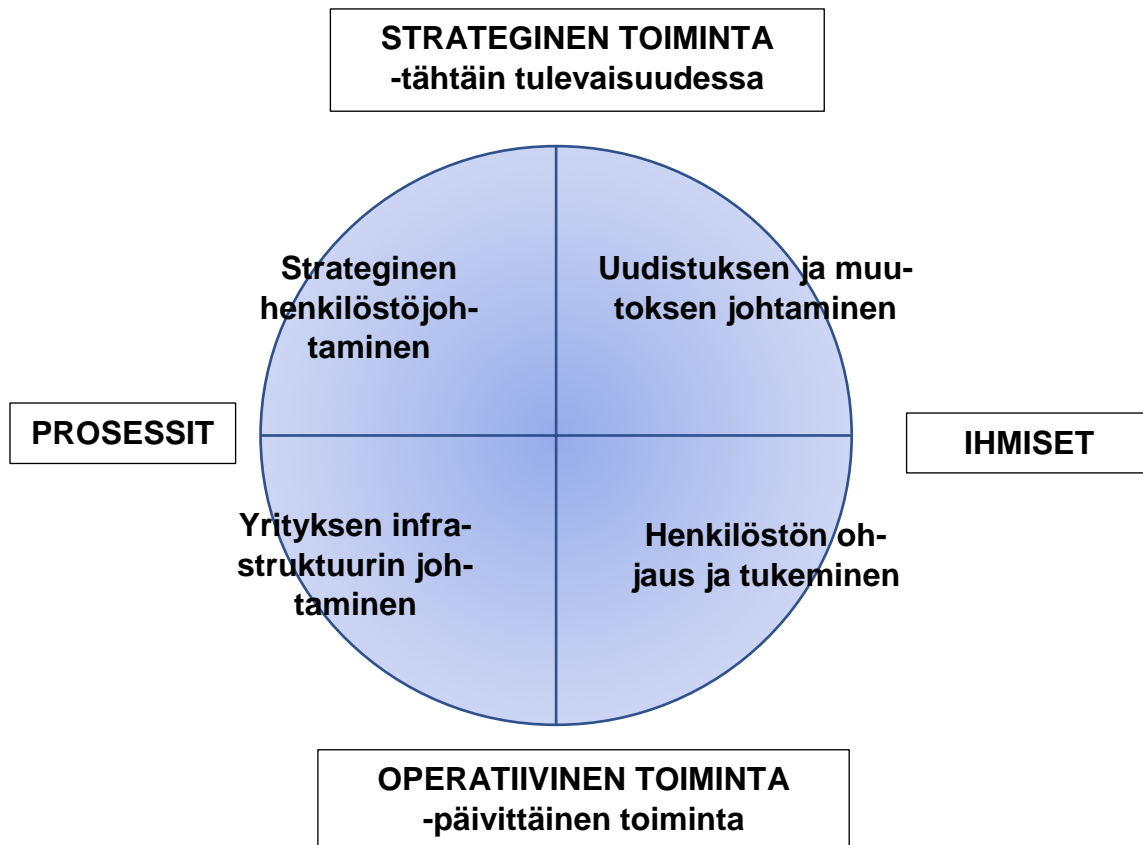 STRATEGINEN TOIMINTA
-tähtäin tulevaisuudessa
Strateginen
henkilöstöjoh-
taminen
Uudistuksen ja muu-
toksen johtaminen
PROSESSIT
IHMISET
Yrityksen infra-
struktuurin joh-
taminen
Henkilöstön oh-
jaus ja tukeminen
OPERATIIVINEN TOIMINTA
-päivittäinen toiminta